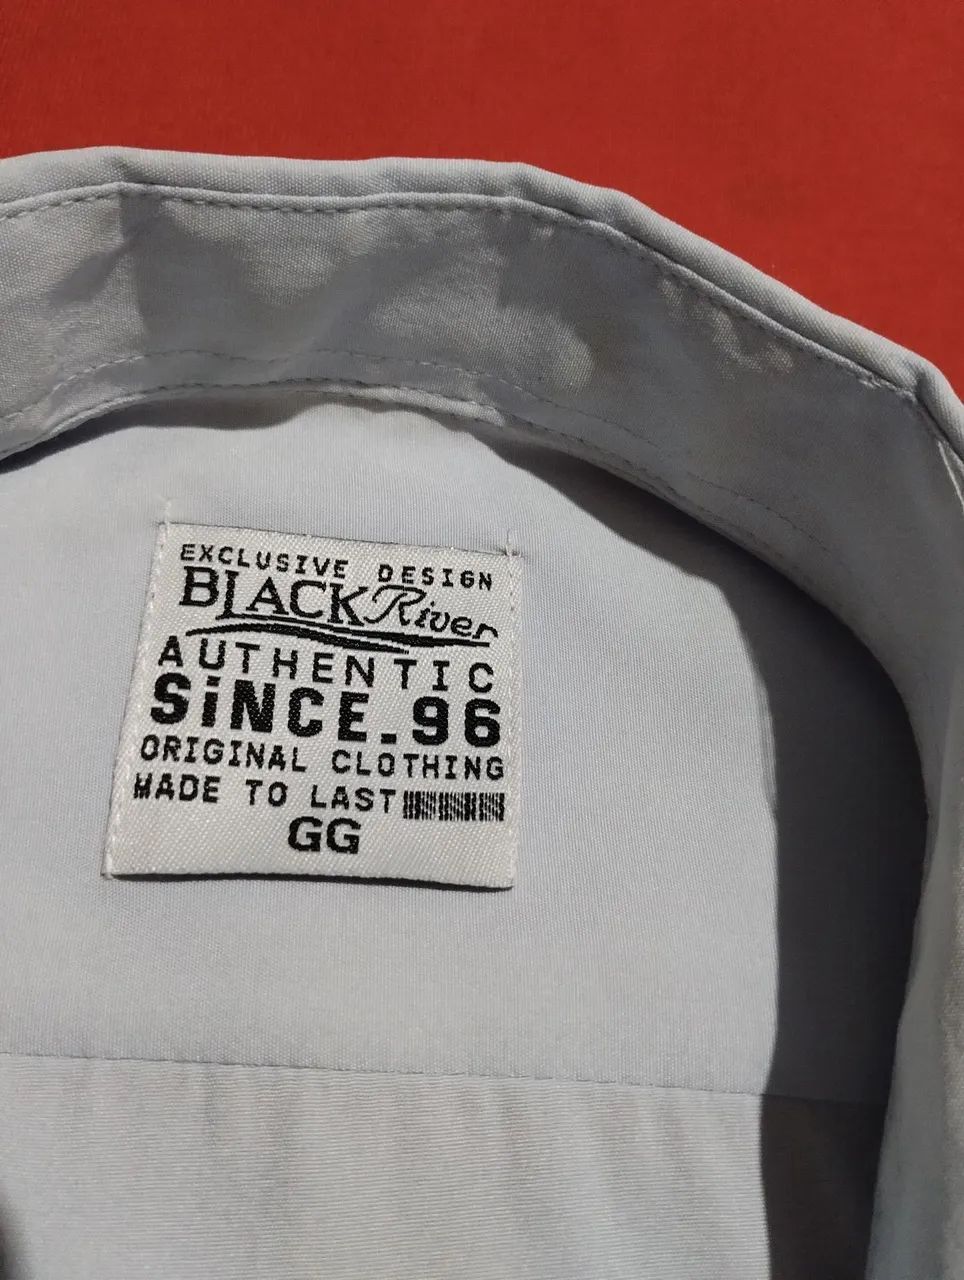 EXCLUSIVE DESIGN
BLACK River
AUTHENTIC
SiNCE.96
ORIGINAL CLOTHING
MADE TO LAST
GG